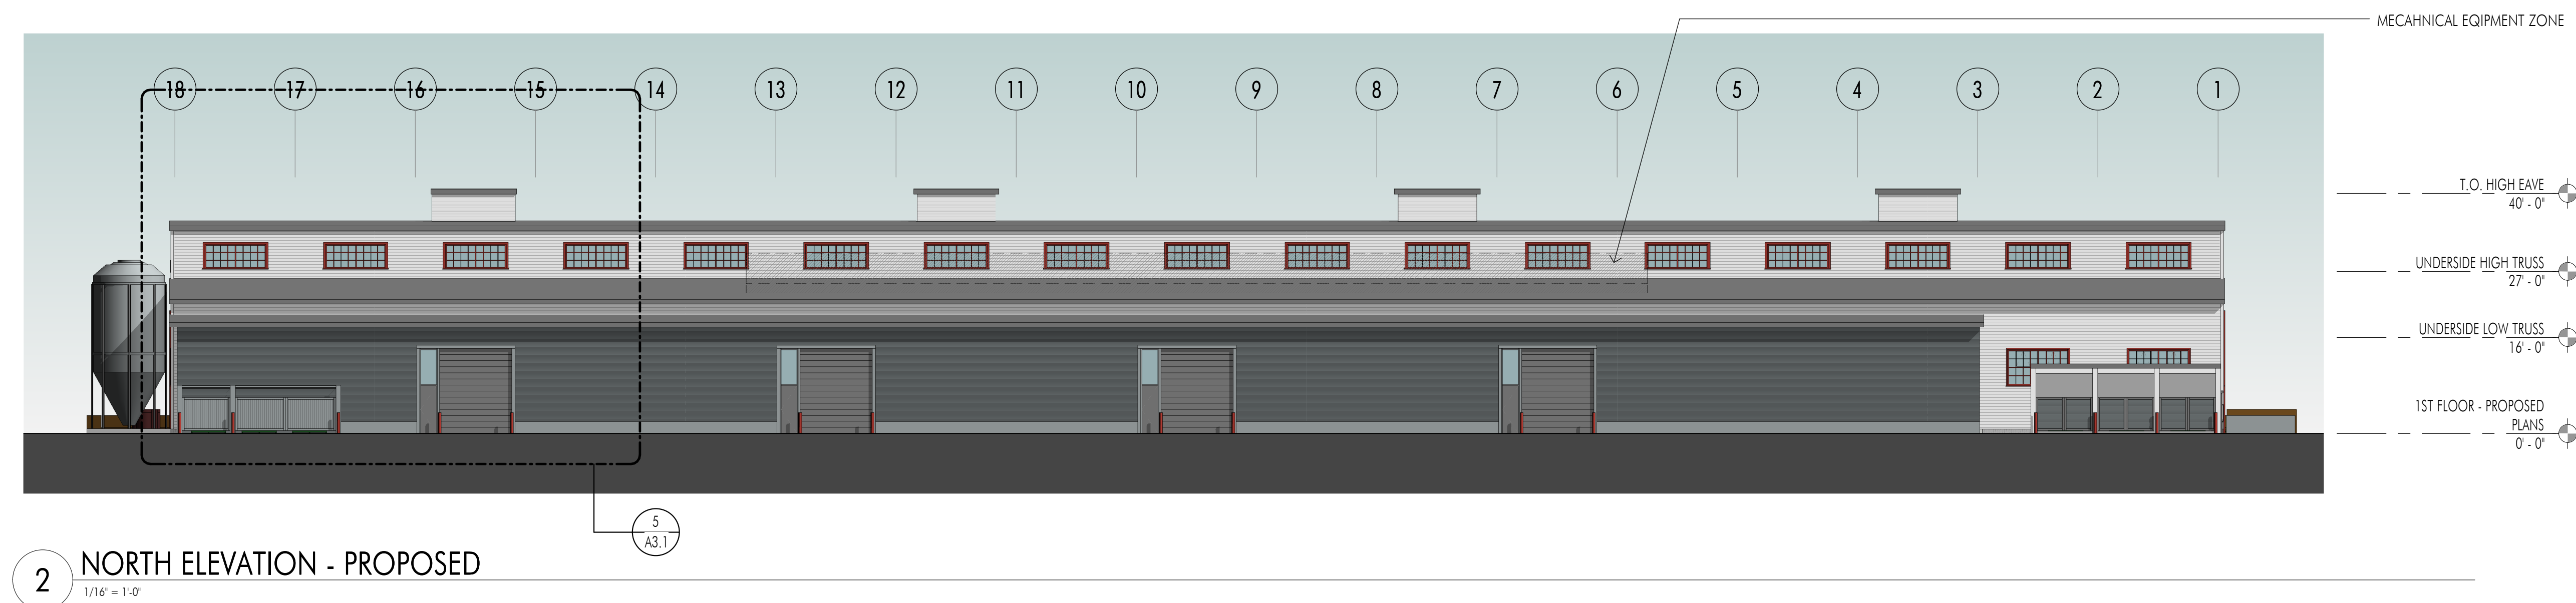 MECAHNICAL EQIPMENT ZONE
18 17 16 15 14 13 12 11 10 9 8 7 6 5 4 3 2 1
T.O. HIGH EAVE
40' - 0"
UNDERSIDE HIGH TRUSS
27' - 0"
UNDERSIDE LOW TRUSS
16' - 0"
1ST FLOOR - PROPOSED
PLANS
0' - 0"
5
A3.1
2 NORTH ELEVATION - PROPOSED
1/16" = 1'-0"